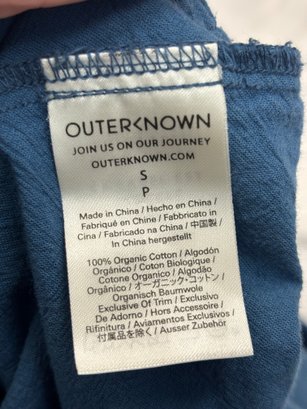 OUTERKNOWN
JOIN US ON OUR JOURNEY
OUTERKNOWN.COM
S
P
Made in China / Hecho en China /
Fabriqué en Chine / Fabbricato in
Cina / Fabricado na China / 中国製 /
In China hergestellt
100% Organic Cotton / Algodón
Orgánico / Coton Biologique /
Cotone Organico / Algodão
Orgânico / オーガニック・コットン /
Organisch Baumwolle
Exclusive Of Trim / Exclusivo
De Adorno / Hors Accessoires /
Rifinitura / Aviamentos Exclusivos /
付属品を除く / Ausser Zubehör